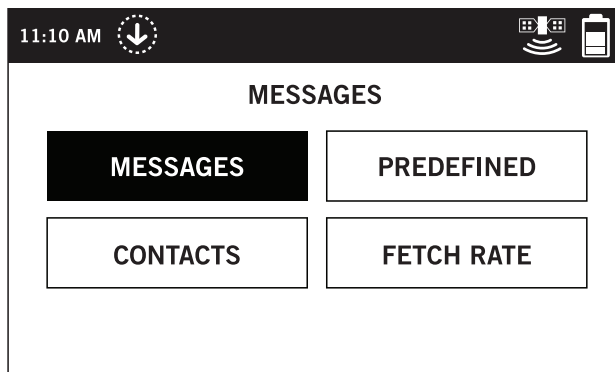 11:10 AM
MESSAGES
MESSAGES PREDEFINED
CONTACTS FETCH RATE